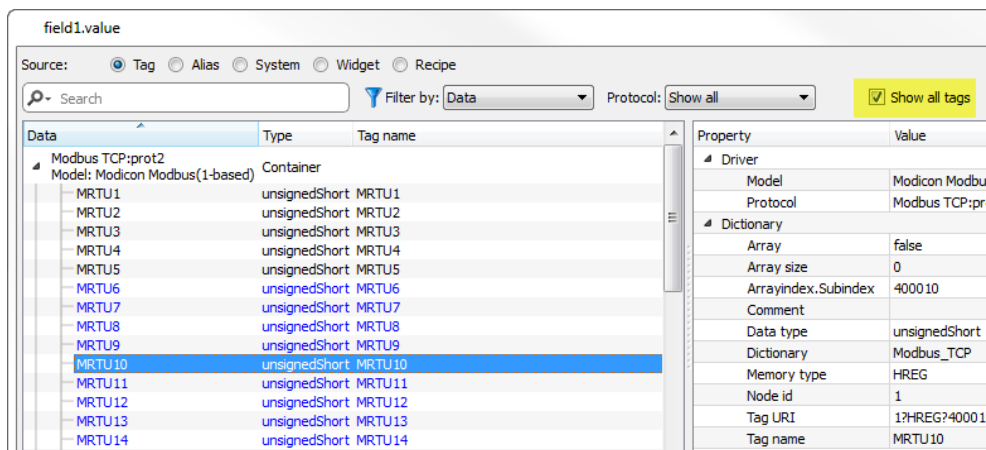 field1.value
Source: Tag Alias System Widget Recipe
Search Filter by: Data Protocol: Show all Show all tags
Data Type Tag name Property Value
Modbus TCP:prot2
Model: Modicon Modbus(1-based) Container
Driver
MRTU1 unsignedShort MRTU1 Model Modicon Modbu
MRTU2 unsignedShort MRTU2 Protocol Modbus TCP:pr
MRTU3 unsignedShort MRTU3 Dictionary
MRTU4 unsignedShort MRTU4 Array false
MRTU5 unsignedShort MRTU5 Array size 0
MRTU6 unsignedShort MRTU6 Arrayindex.Subindex 400010
MRTU7 unsignedShort MRTU7 Comment
MRTU8 unsignedShort MRTU8 Data type unsignedShort
MRTU9 unsignedShort MRTU9 Dictionary Modbus_TCP
MRTU10 unsignedShort MRTU10 Memory type HREG
MRTU11 unsignedShort MRTU11 Node id 1
MRTU12 unsignedShort MRTU12
MRTU13 unsignedShort MRTU13 Tag URI 1?HREG?40001
MRTU14 unsignedShort MRTU14 Tag name MRTU10